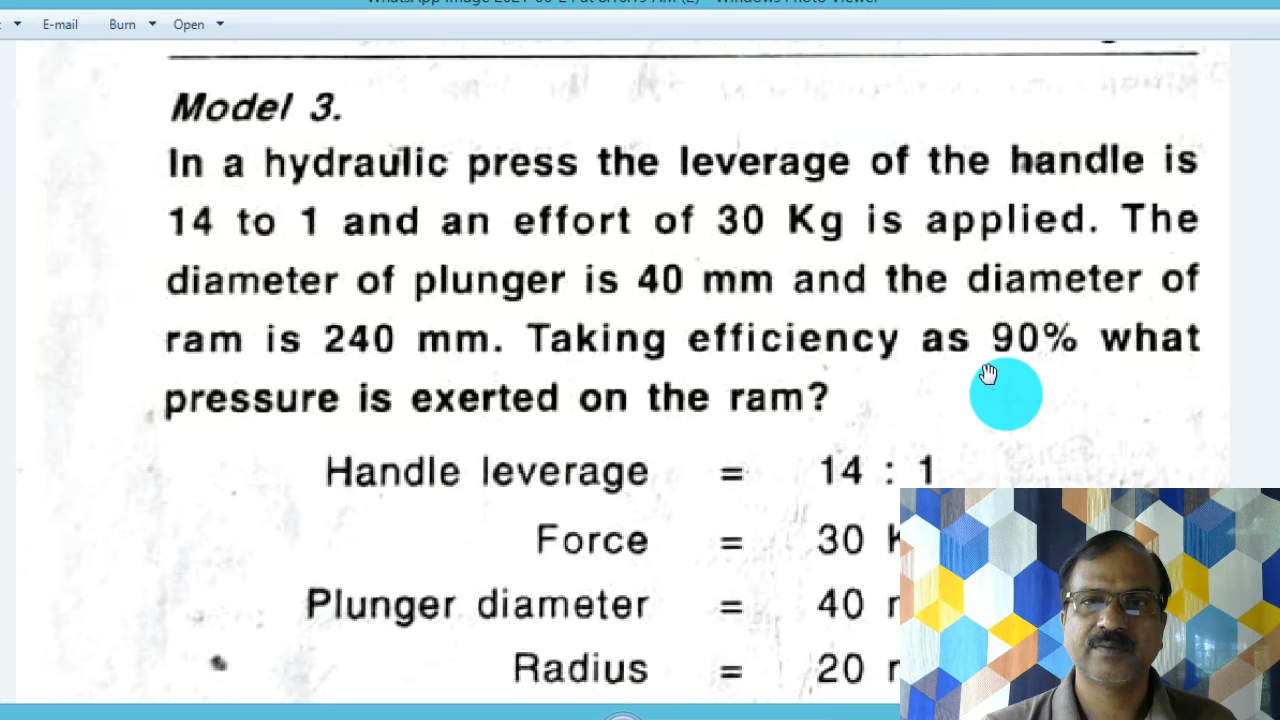 E-mail Burn Open
Model 3.
In a hydraulic press the leverage of the handle is
14 to 1 and an effort of 30 Kg is applied. The
diameter of plunger is 40 mm and the diameter of
ram is 240 mm. Taking efficiency as 90% what
pressure is exerted on the ram?
Handle leverage = 14 : 1
Force = 30
Plunger diameter = 40
Radius = 20